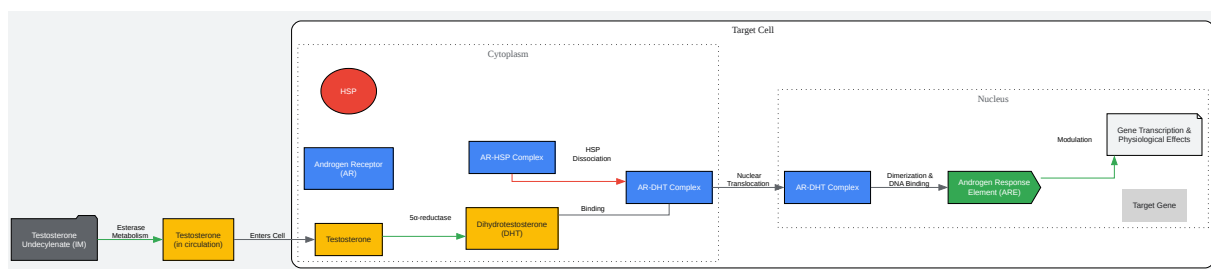 Target Cell
Cytoplasm
HSP
Nucleus
Gene Transcription &
Physiological Effects
Modulation
Androgen Receptor
(AR)
AR-HSP Complex
HSP
Dissociation
AR-DHT Complex
Nuclear
Translocation
AR-DHT Complex
Dimerization &
DNA Binding
Androgen Response
Element (ARE)
Target Gene
Testosterone
Undecylenate (IM)
Esterase
Metabolism
Testosterone
(in circulation)
Enters Cell
Testosterone
5α-reductase
Dihydrotestosterone
(DHT)
Binding